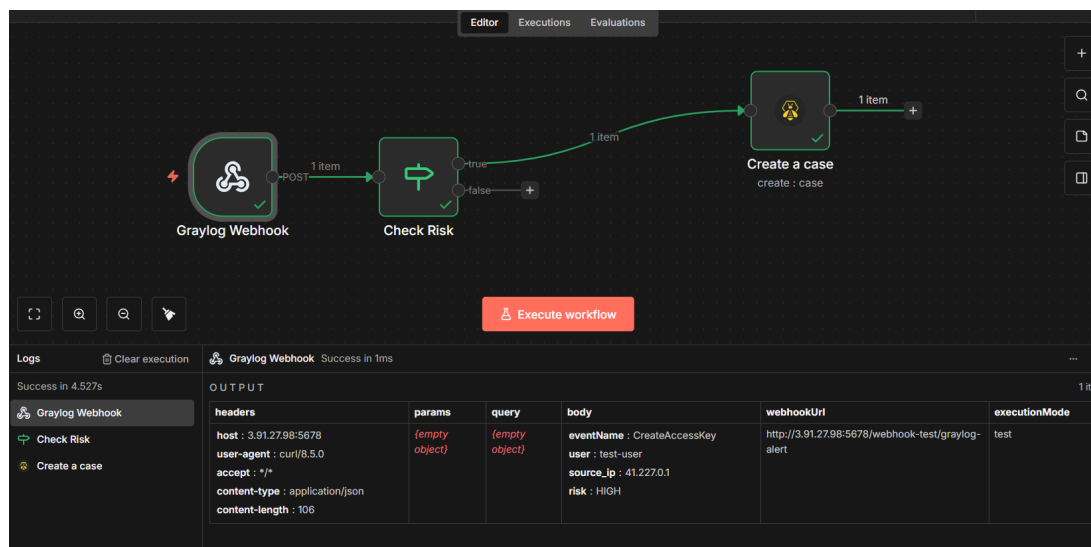 Editor Executions Evaluations
1 item
1 item
1 item
POST
true
false
Create a case
create : case
Graylog Webhook
Check Risk
Execute workflow
Logs
Clear execution
Graylog Webhook Success in 1ms
Success in 4.527s
OUTPUT
Graylog Webhook
Check Risk
Create a case
headers params query body webhookUrl executionMode
host : 3.91.27.98:5678
user-agent : curl/8.5.0
accept : */*
content-type : application/json
content-length : 106
{empty
object}
{empty
object}
eventName : CreateAccessKey
user : test-user
source_ip : 41.227.0.1
risk : HIGH
http://3.91.27.98:5678/webhook-test/graylog-
alert
test